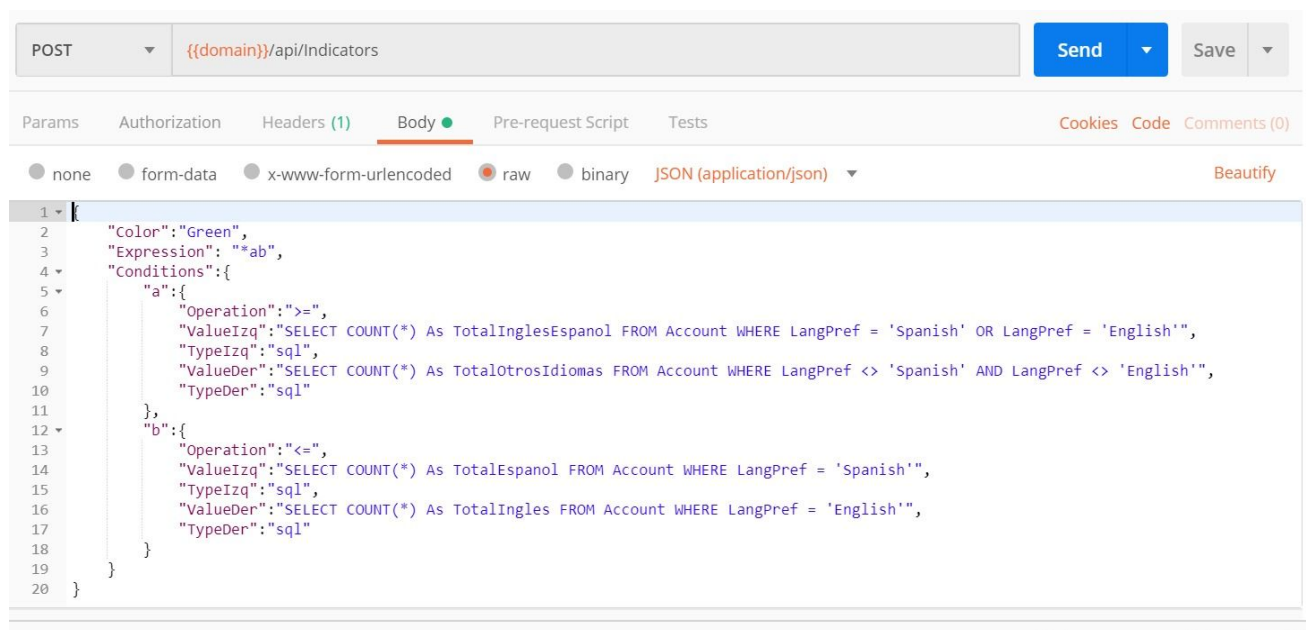 POST {{domain}}/api/Indicators Send Save
Params Authorization Headers (1) Body Pre-request Script Tests Cookies Code Comments (0)
none form-data x-www-form-urlencoded raw binary JSON (application/json) Beautify
1 {
2 "Color":"Green",
3 "Expression": "*ab",
4 "Conditions":{
5 "a":{
6 "Operation":">=",
7 "ValueIzq":"SELECT COUNT(*) As TotalInglesEspanol FROM Account WHERE LangPref = 'Spanish' OR LangPref = 'English'",
8 "TypeIzq":"sql",
9 "ValueDer":"SELECT COUNT(*) As TotalOtrosIdiomas FROM Account WHERE LangPref <> 'Spanish' AND LangPref <> 'English'",
10 "TypeDer":"sql"
11 },
12 "b":{
13 "Operation":"<=",
14 "ValueIzq":"SELECT COUNT(*) As TotalEspanol FROM Account WHERE LangPref = 'Spanish'",
15 "TypeIzq":"sql",
16 "ValueDer":"SELECT COUNT(*) As TotalIngles FROM Account WHERE LangPref = 'English'",
17 "TypeDer":"sql"
18 }
19 }
20 }